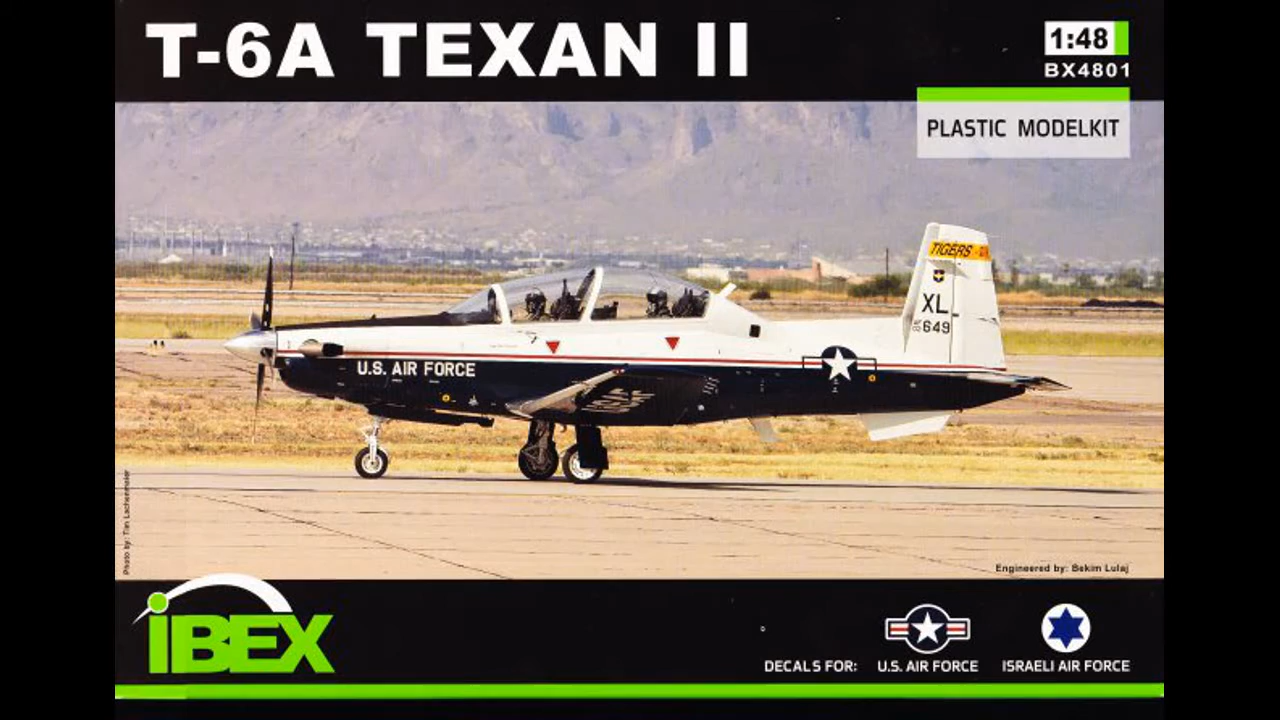 T-6A TEXAN II
1:48
BX4801
PLASTIC MODELKIT
TIGERS
XL
649
U.S. AIR FORCE
Photo by: Tim Lachenmaier
Engineered by: Bekim Lulaj
iBEX
DECALS FOR: U.S. AIR FORCE ISRAELI AIR FORCE